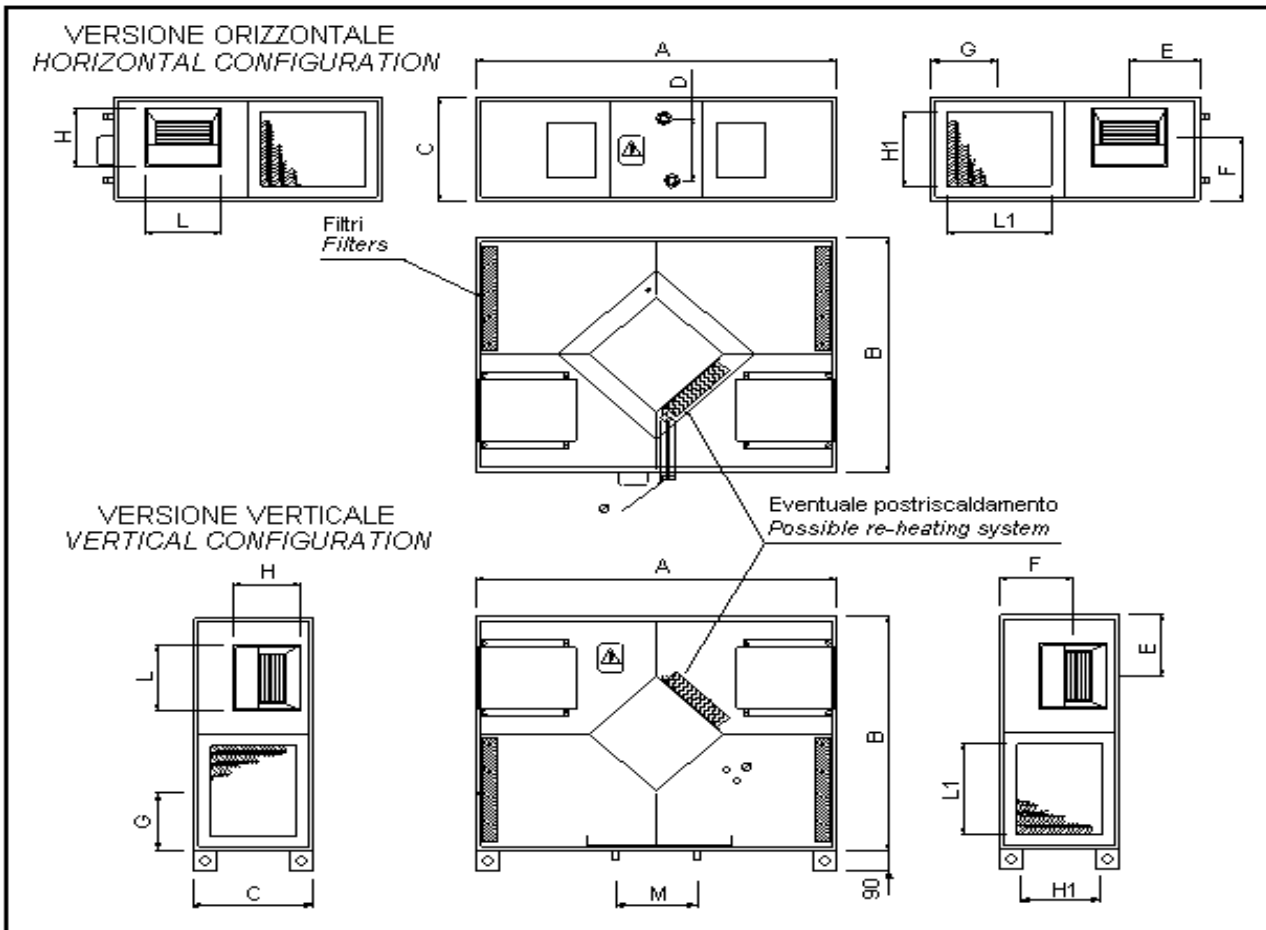 VERSIONE ORIZZONTALE
HORIZONTAL CONFIGURATION
A
G
E
D
H
C
H1
F
L
L1
Filtri
Filters
B
Ø
Eventuale postriscaldamento
Possible re-heating system
VERSIONE VERTICALE
VERTICAL CONFIGURATION
H
A
F
L
E
B
Ø
L1
G
C
M
90
H1